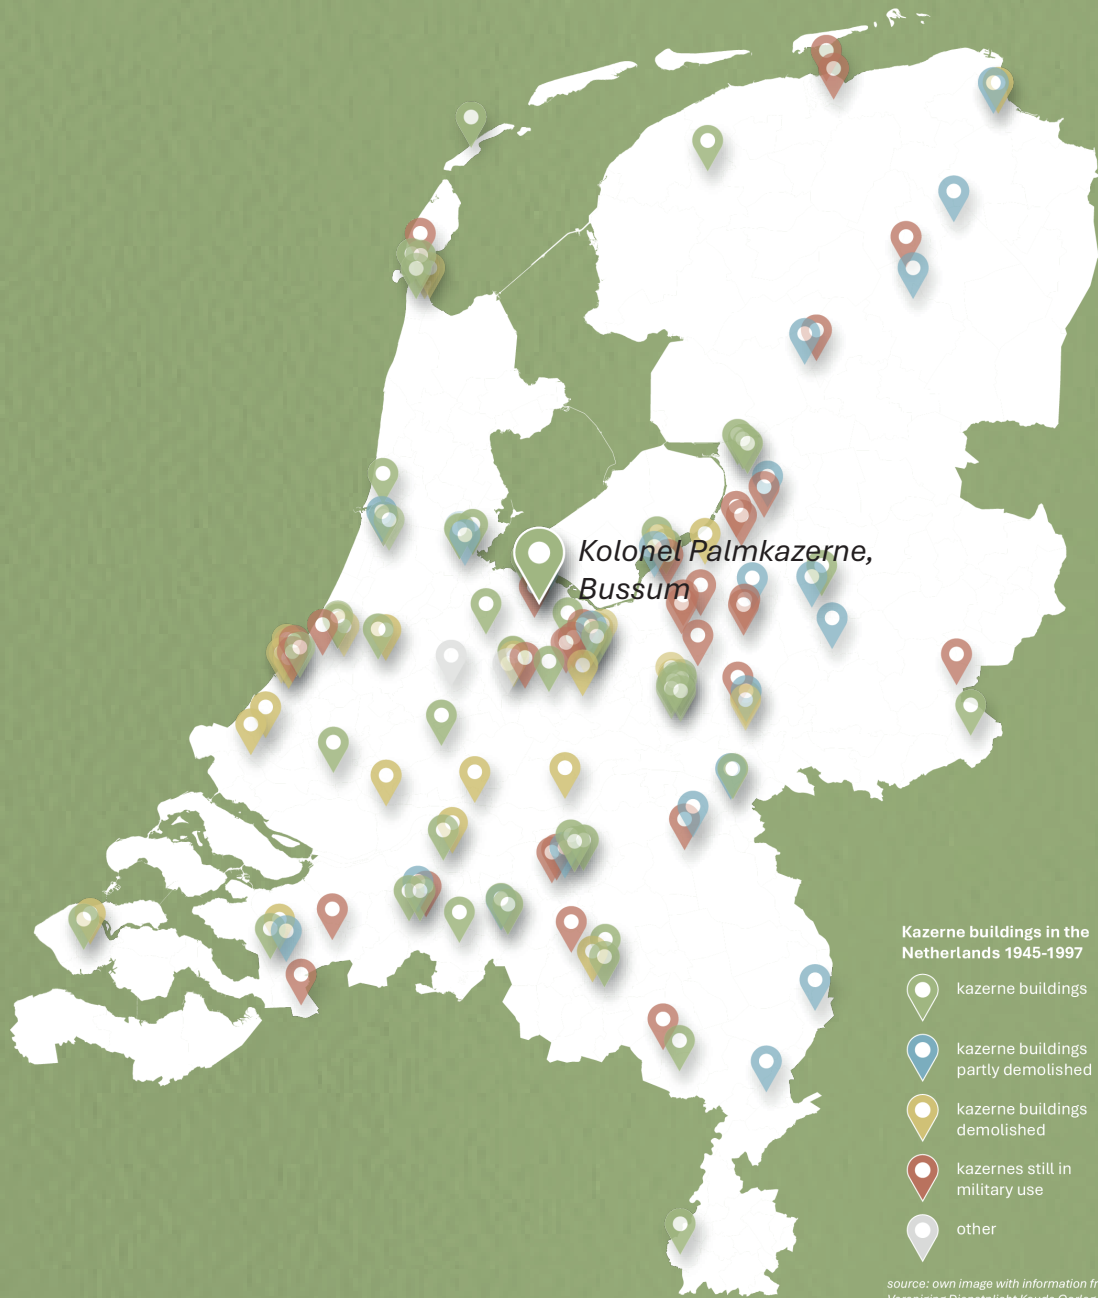 Kolonel Palmkazerne,
Bussum
Kazerne buildings in the
Netherlands 1945-1997
kazerne buildings
kazerne buildings
partly demolished
kazerne buildings
demolished
kazernes still in
military use
other
source: own image with information